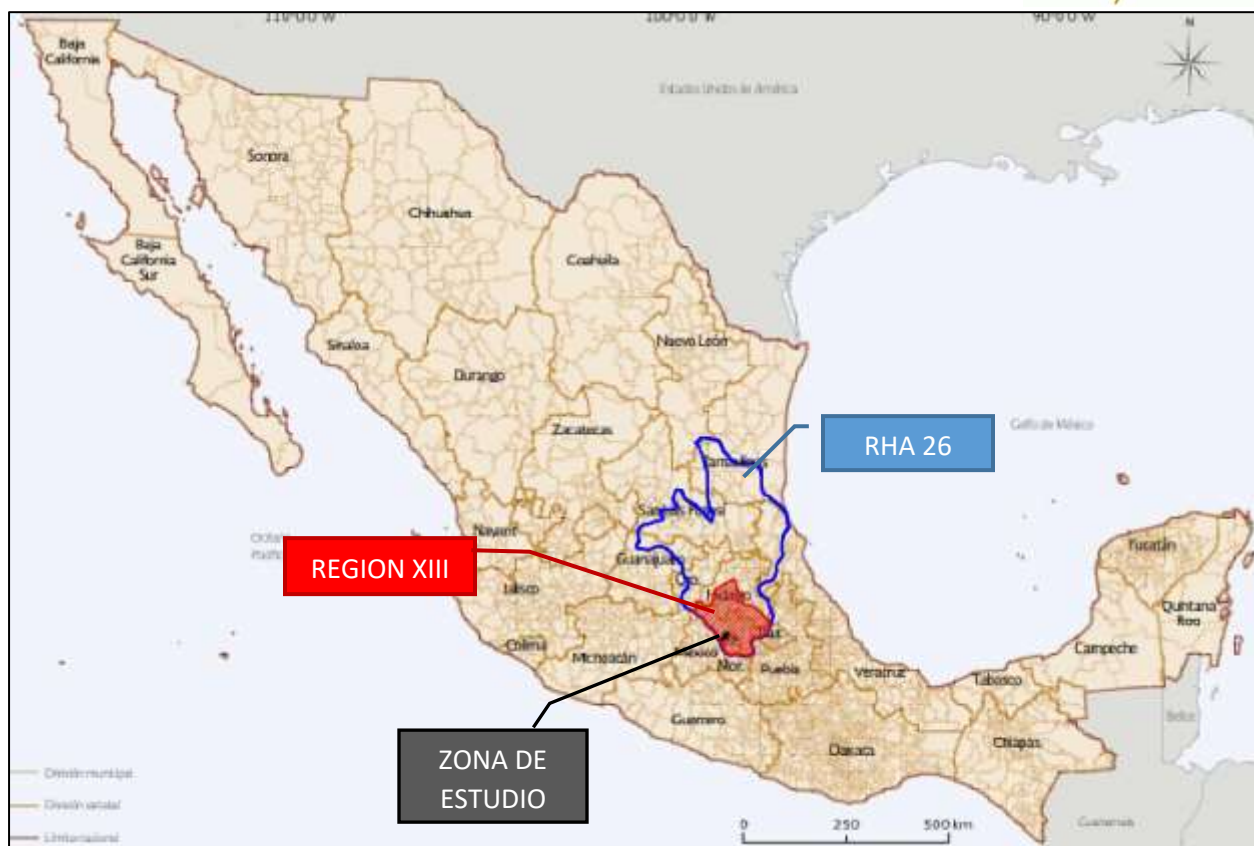 110°0'0"W
100°0'0"W
90°0'0"W
N
Baja
California
Estados Unidos de América
Sonora
Chihuahua
Coahuila
Baja
California
Sur
Nuevo León
Sinaloa
Durango
Zacatecas
Golfo de México
RHA 26
Tamaulipas
San Luis Potosí
Nayarit
Guanajuato
REGION XIII
Qro.
Hidalgo
Jalisco
Yucatán
Quintana
Roo
Tlax.
Colima
Michoacán
México
Mor.
Puebla
Veracruz
Campeche
Tabasco
Guerrero
Oaxaca
Chiapas
Belice
ZONA DE
ESTUDIO
División municipal
División estatal
Límite nacional
0 250 500 km
Guatemala